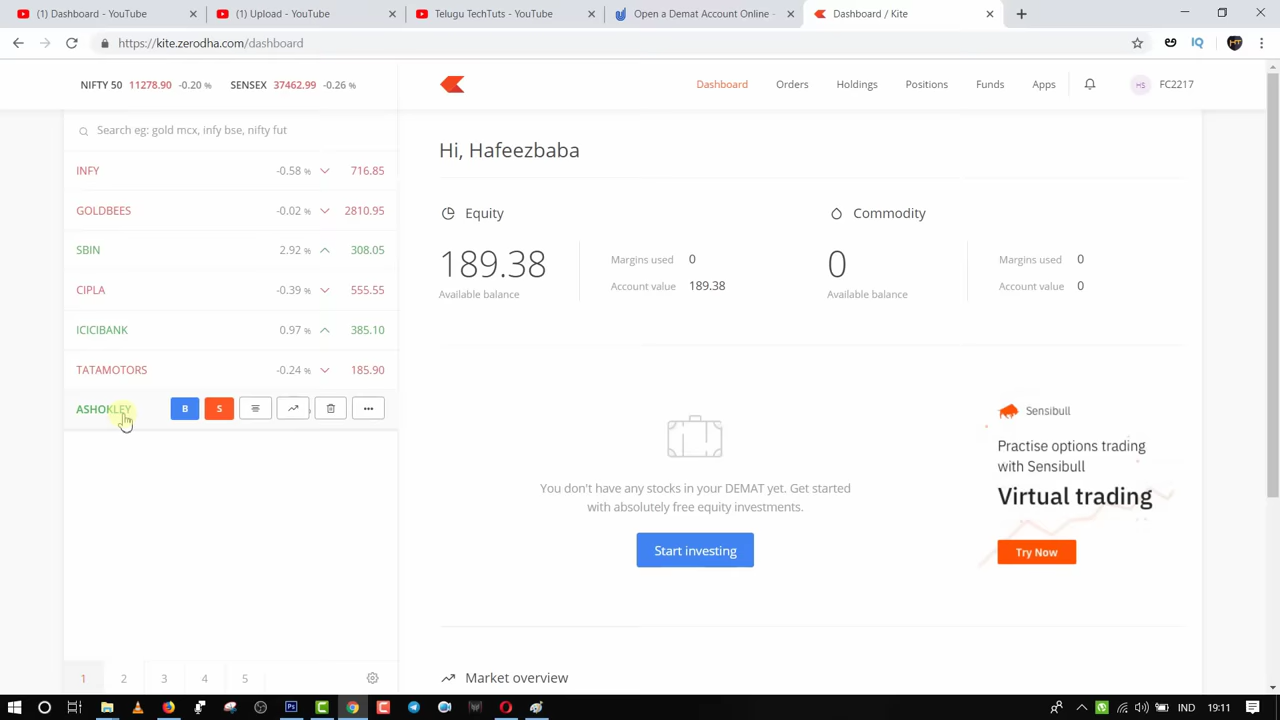 (1) Dashboard - YouTube
(1) Upload - YouTube
Telugu TechTuts - YouTube
Open a Demat Account Online -
Dashboard / Kite
https://kite.zerodha.com/dashboard
IQ
NIFTY 50 11278.90 -0.20 % SENSEX 37462.99 -0.26 %
Dashboard Orders Holdings Positions Funds Apps HS FC2217
Search eg: gold mcx, infy bse, nifty fut
INFY -0.58 % 716.85
GOLDBEES -0.02 % 2810.95
SBIN 2.92 % 308.05
CIPLA -0.39 % 555.55
ICICIBANK 0.97 % 385.10
TATAMOTORS -0.24 % 185.90
ASHOKLEY B S
1 2 3 4 5
Hi, Hafeezbaba
Equity
189.38
Available balance
Margins used 0
Account value 189.38
Commodity
0
Available balance
Margins used 0
Account value 0
You don't have any stocks in your DEMAT yet. Get started
with absolutely free equity investments.
Start investing
Sensibull
Practise options trading
with Sensibull
Virtual trading
Try Now
Market overview
IND 19:11